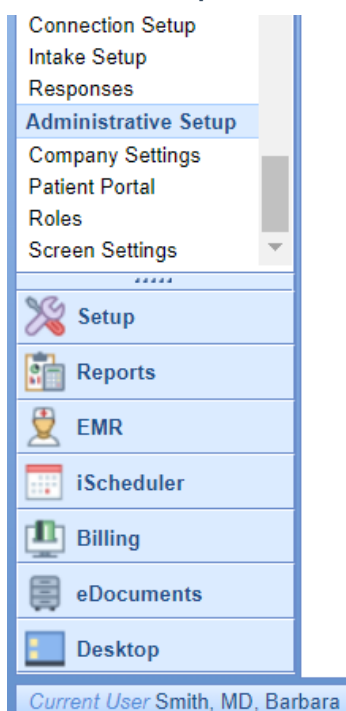 Connection Setup
Intake Setup
Responses
Administrative Setup
Company Settings
Patient Portal
Roles
Screen Settings
Setup
Reports
EMR
iScheduler
Billing
eDocuments
Desktop
Current User Smith, MD, Barbara